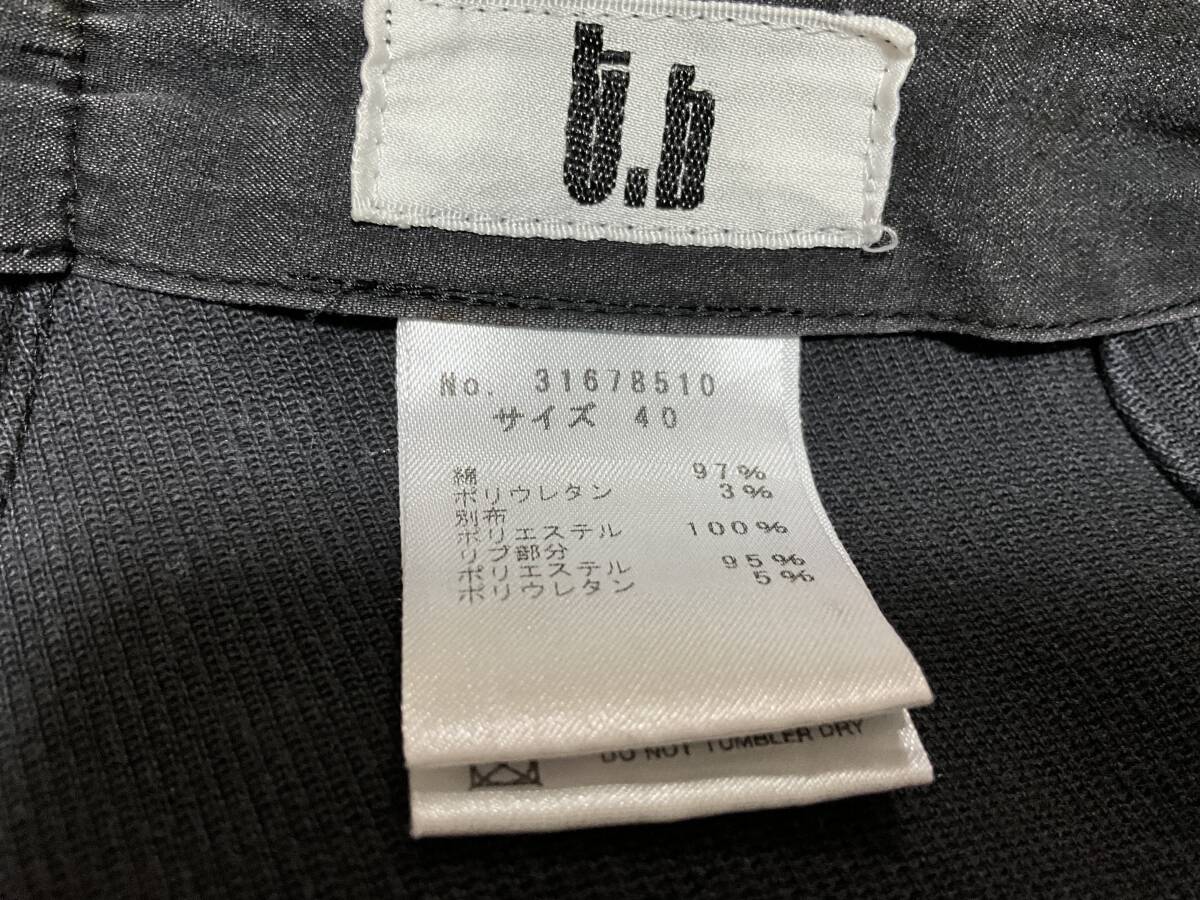 t.b
No. 31678510
サイズ 40
綿 97%
ポリウレタン 3%
別布
ポリエステル 100%
リブ部分
ポリエステル 95%
ポリウレタン 5%
DO NOT TUMBLER DRY